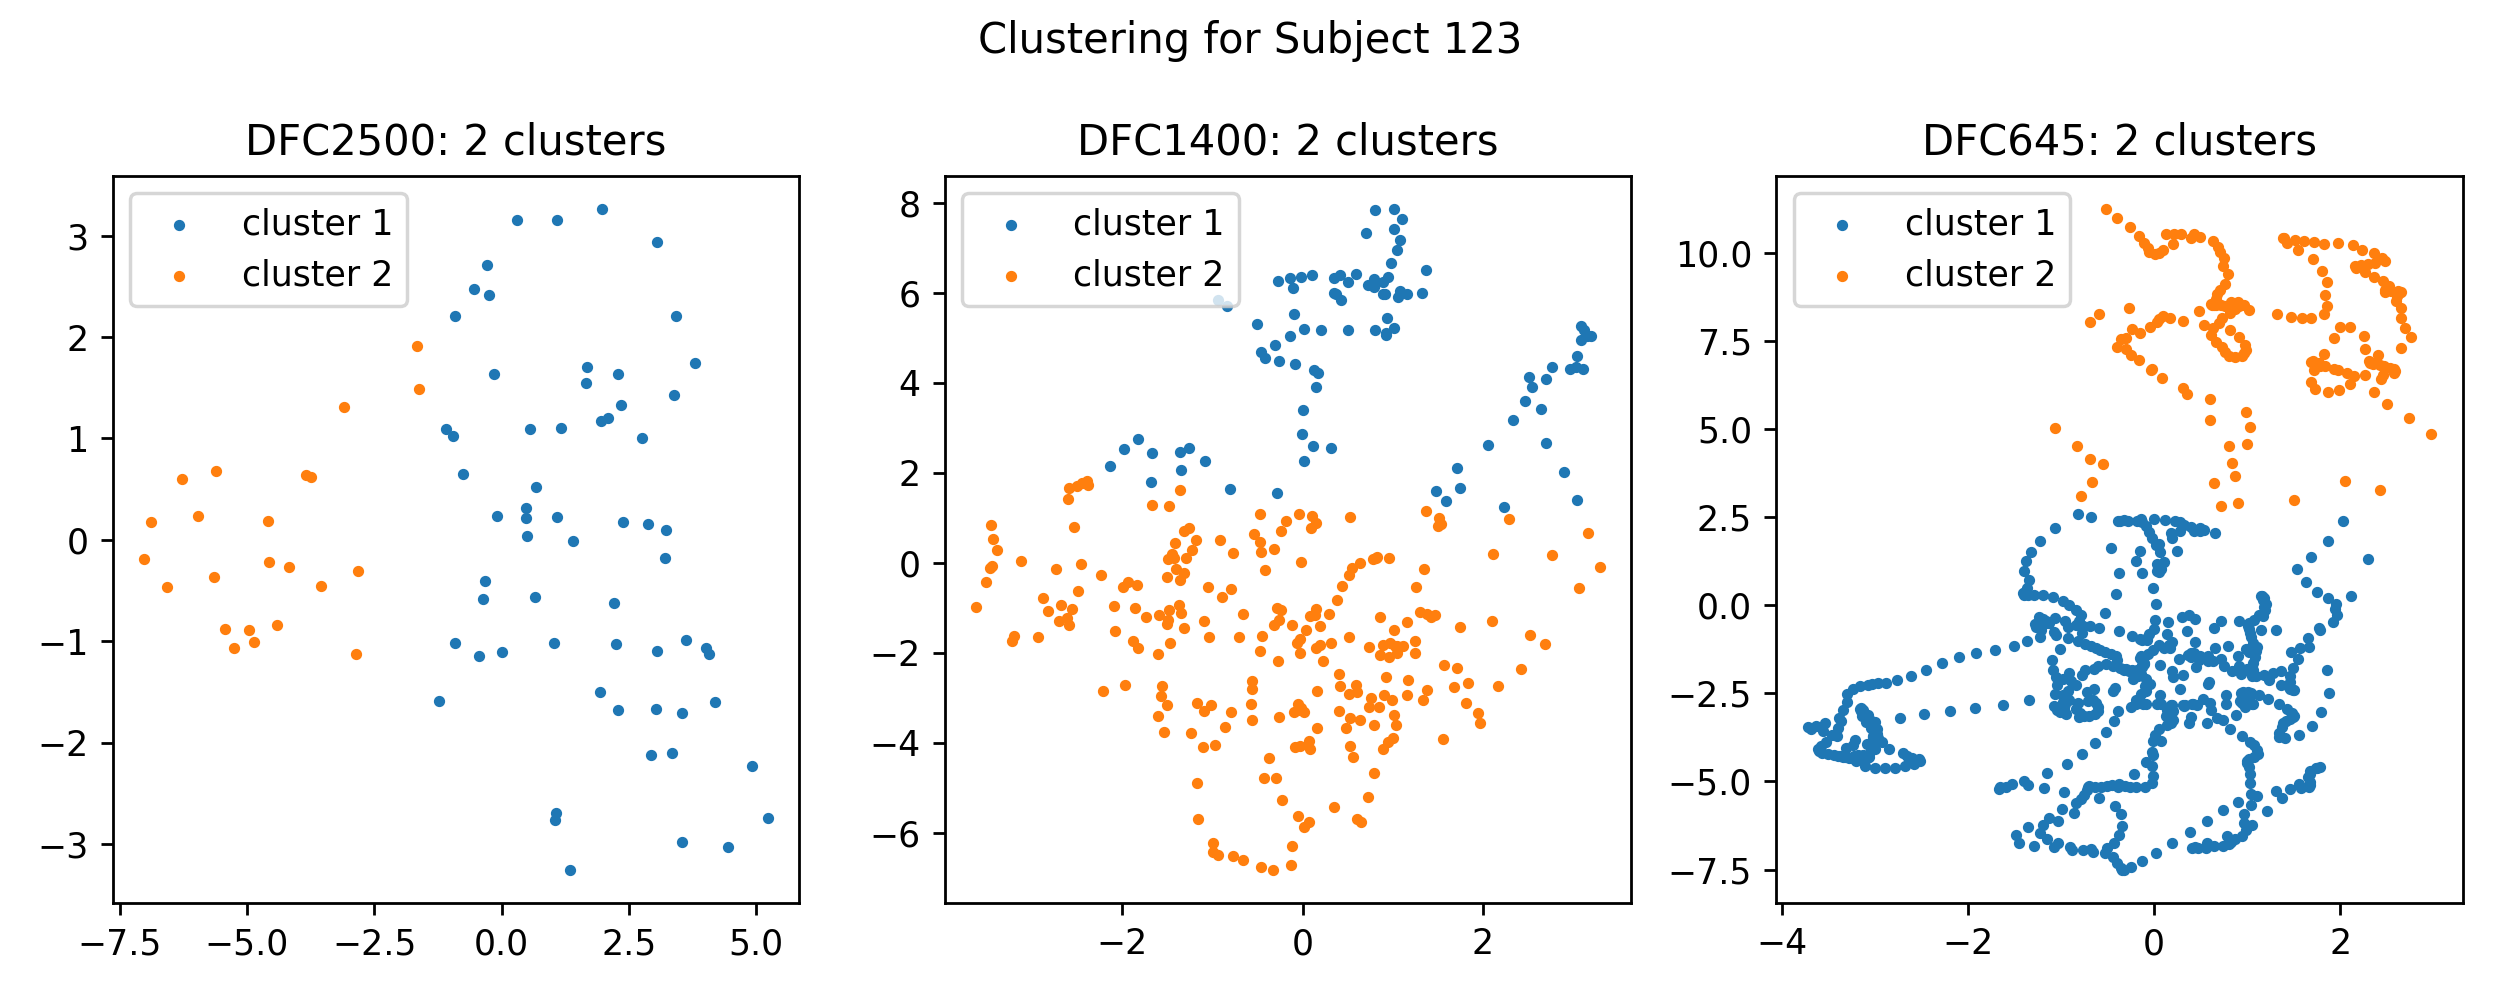 Clustering for Subject 123
DFC2500: 2 clusters
cluster 1
cluster 2
3
2
1
0
−1
−2
−3
−7.5 −5.0 −2.5 0.0 2.5 5.0
DFC1400: 2 clusters
cluster 1
cluster 2
8
6
4
2
0
−2
−4
−6
−2 0 2
DFC645: 2 clusters
cluster 1
cluster 2
10.0
7.5
5.0
2.5
0.0
−2.5
−5.0
−7.5
−4 −2 0 2